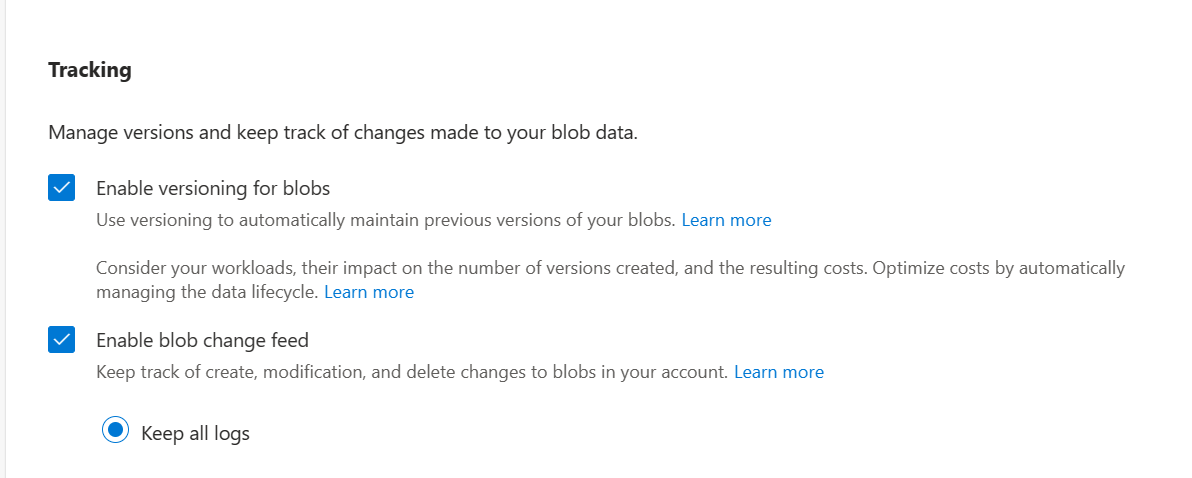 Tracking
Manage versions and keep track of changes made to your blob data.
Enable versioning for blobs
Use versioning to automatically maintain previous versions of your blobs. Learn more
Consider your workloads, their impact on the number of versions created, and the resulting costs. Optimize costs by automatically
managing the data lifecycle. Learn more
Enable blob change feed
Keep track of create, modification, and delete changes to blobs in your account. Learn more
Keep all logs